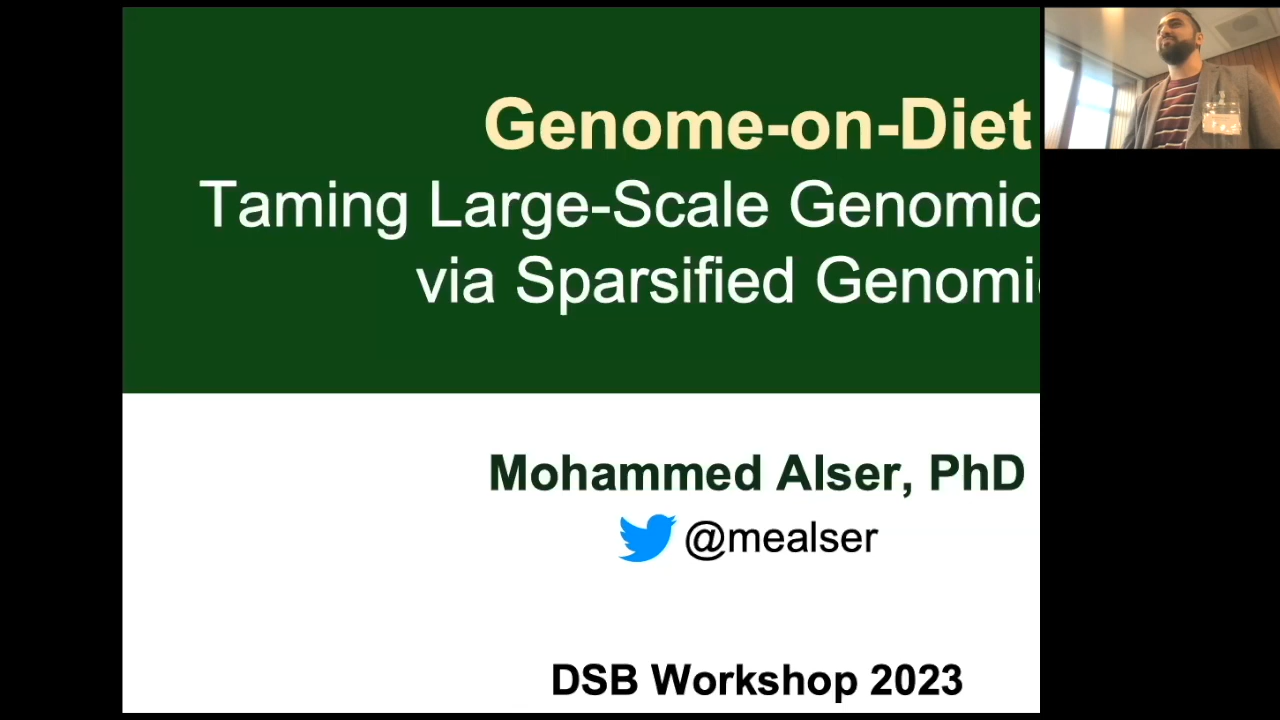 Genome-on-Diet
Taming Large-Scale Genomic
via Sparsified Genomi
Mohammed Alser, PhD
@mealser
DSB Workshop 2023